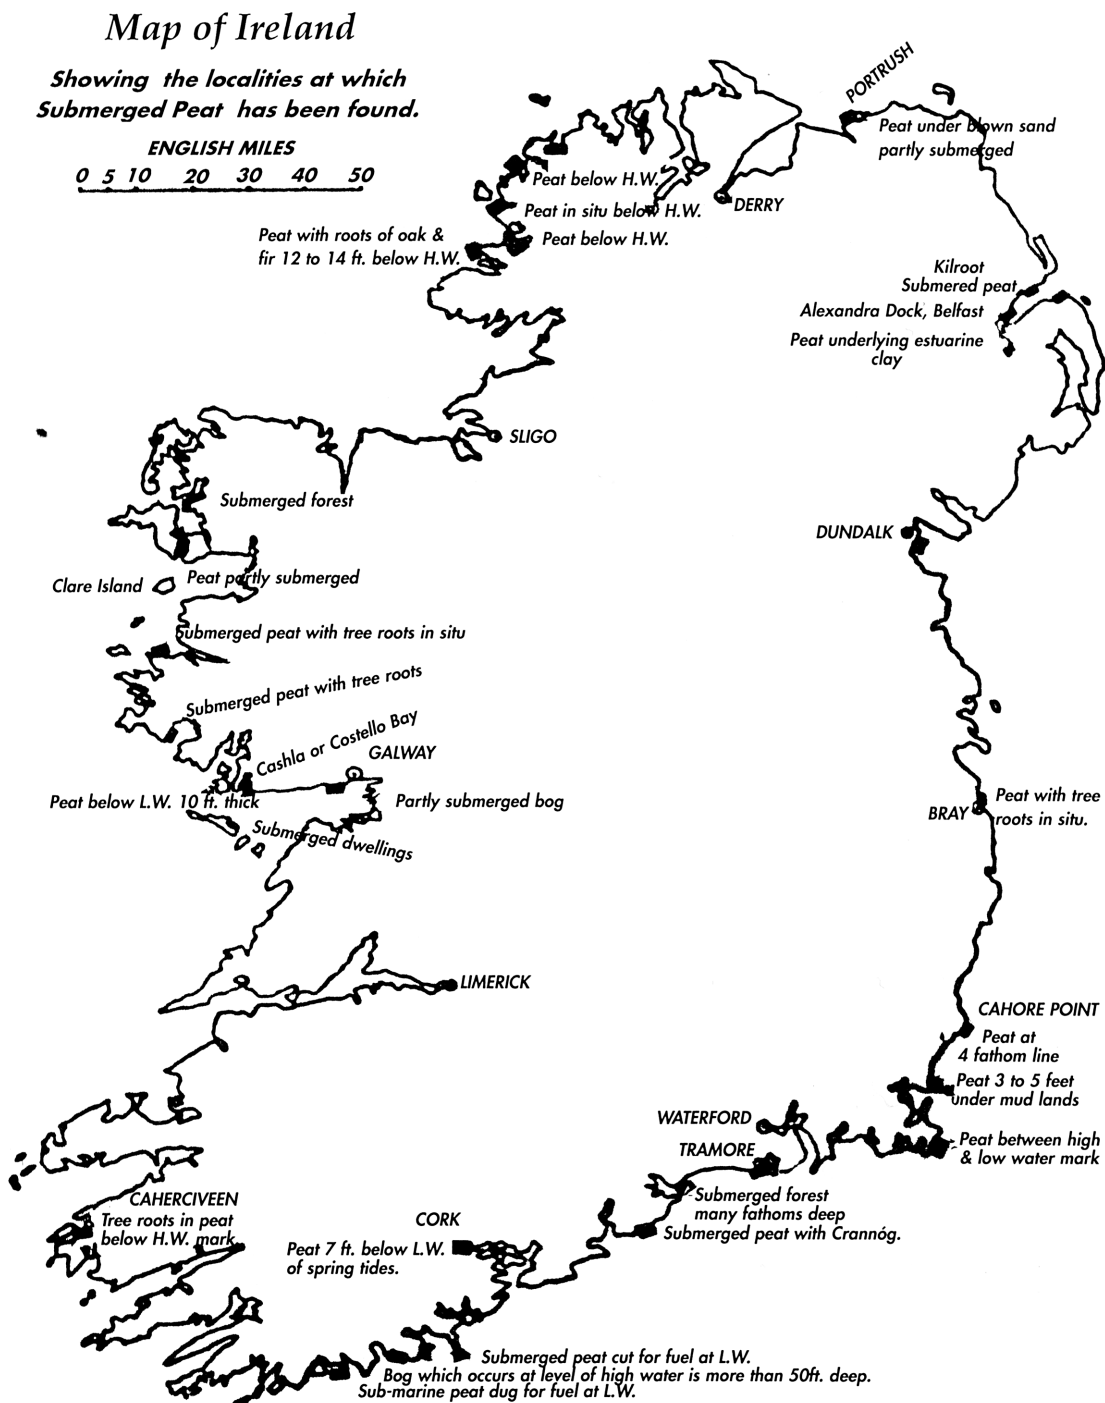 Map of Ireland
Showing the localities at which
Submerged Peat has been found.
ENGLISH MILES
0 5 10 20 30 40 50
PORTRUSH
Peat under blown sand
partly submerged
Peat below H.W.
DERRY
Peat in situ below H.W.
Peat with roots of oak &
fir 12 to 14 ft. below H.W.
Peat below H.W.
Kilroot
Submered peat
Alexandra Dock, Belfast
Peat underlying estuarine
clay
SLIGO
Submerged forest
DUNDALK
Peat partly submerged
Clare Island
Submerged peat with tree roots in situ
Submerged peat with tree roots
Cashla or Costello Bay
GALWAY
Peat below L.W. 10 ft. thick
Partly submerged bog
Submerged dwellings
Peat with tree
roots in situ.
BRAY
LIMERICK
CAHORE POINT
Peat at
4 fathom line
Peat 3 to 5 feet
under mud lands
WATERFORD
TRAMORE
Peat between high
& low water mark
CAHERCIVEEN
Tree roots in peat
below H.W. mark
Submerged forest
many fathoms deep
Submerged peat with Crannóg.
CORK
Peat 7 ft. below L.W.
of spring tides.
Submerged peat cut for fuel at L.W.
Bog which occurs at level of high water is more than 50ft. deep.
Sub-marine peat dug for fuel at L.W.